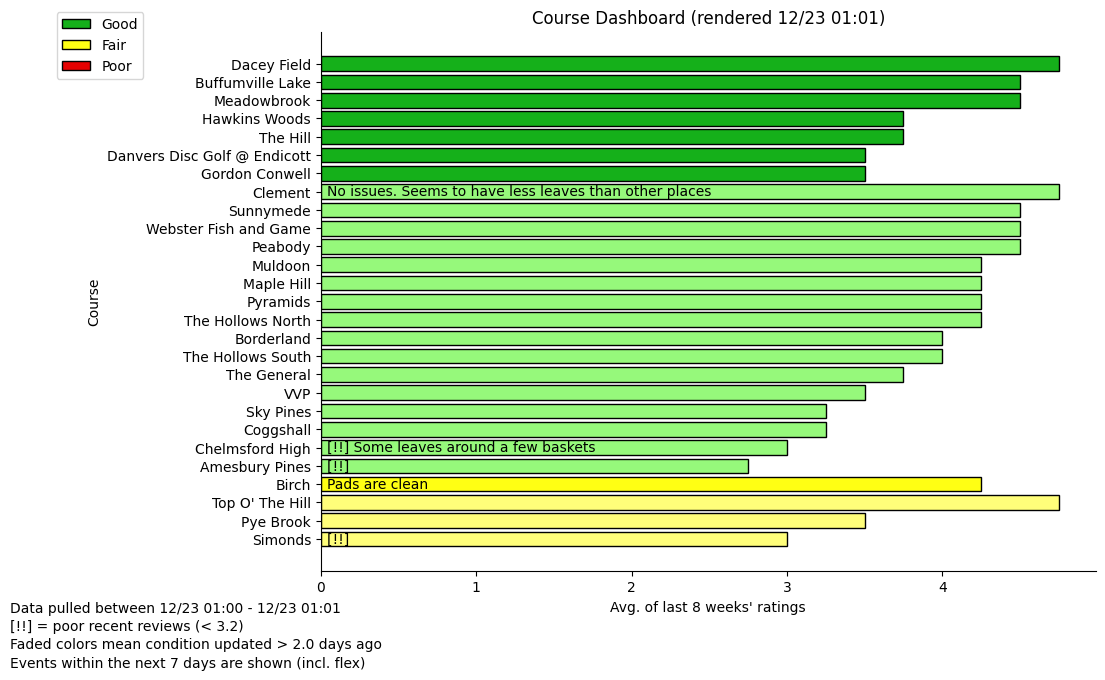 Course Dashboard (rendered 12/23 01:01)
Good
Fair
Poor
Course
Dacey Field
Buffumville Lake
Meadowbrook
Hawkins Woods
The Hill
Danvers Disc Golf @ Endicott
Gordon Conwell
Clement No issues. Seems to have less leaves than other places
Sunnymede
Webster Fish and Game
Peabody
Muldoon
Maple Hill
Pyramids
The Hollows North
Borderland
The Hollows South
The General
VVP
Sky Pines
Coggshall
Chelmsford High [!!] Some leaves around a few baskets
Amesbury Pines [!!]
Birch Pads are clean
Top O' The Hill
Pye Brook
Simonds [!!]
0 1 2 3 4
Avg. of last 8 weeks' ratings
Data pulled between 12/23 01:00 - 12/23 01:01
[!!] = poor recent reviews (< 3.2)
Faded colors mean condition updated > 2.0 days ago
Events within the next 7 days are shown (incl. flex)